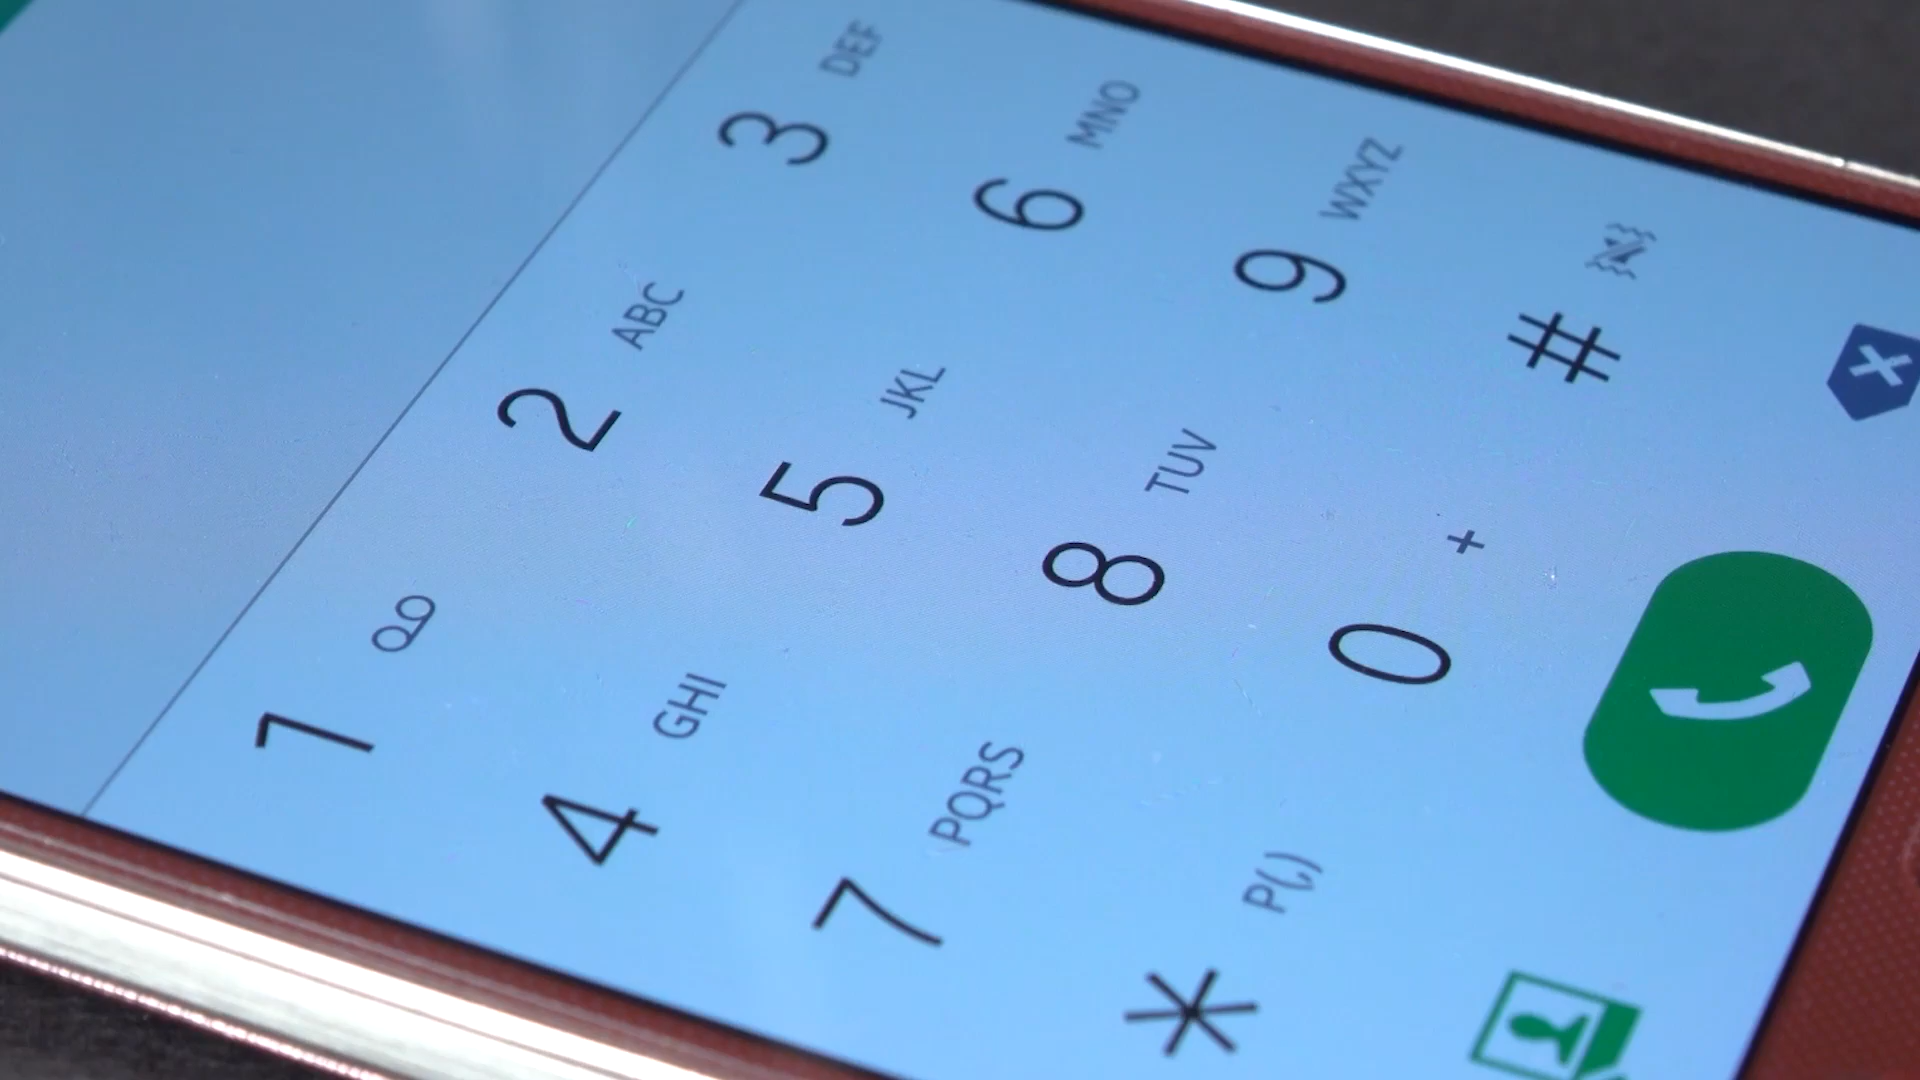 1
2 ABC
3 DEF
4 GHI
5 JKL
6 MNO
7 PQRS
8 TUV
9 WXYZ
* P(,)
0 +
#